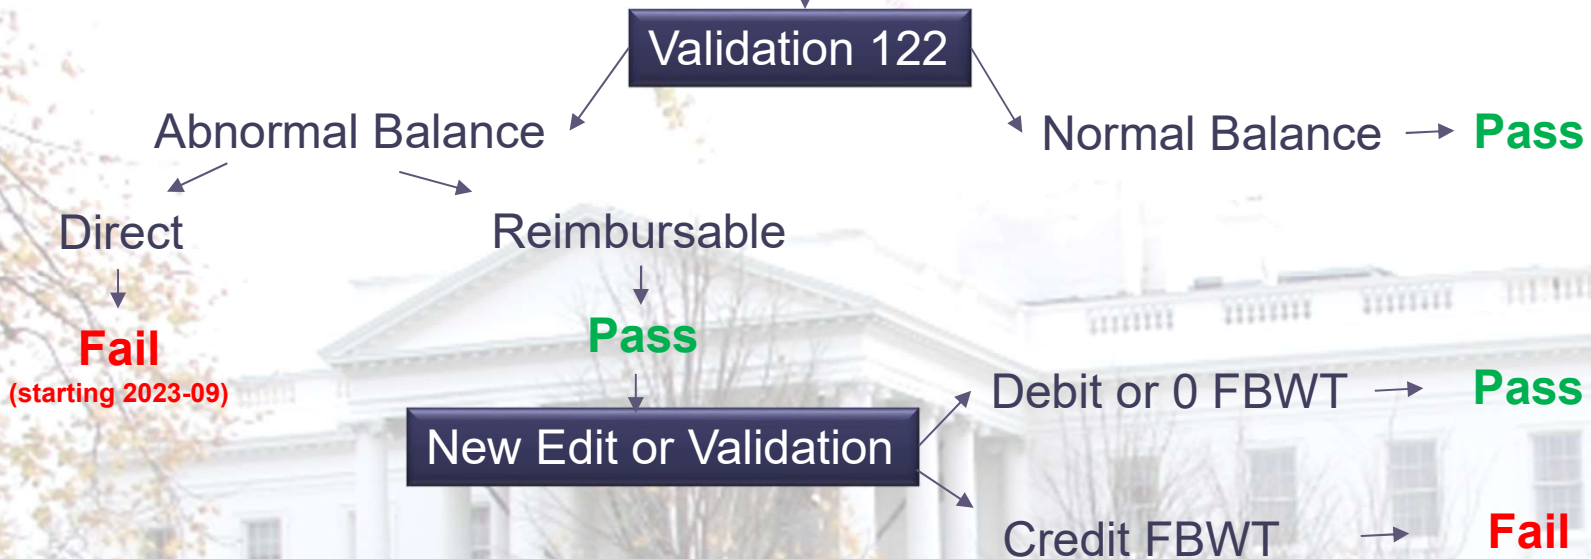 Validation 122
Abnormal Balance
Normal Balance
Pass
Direct
Reimbursable
Fail
(starting 2023-09)
Pass
New Edit or Validation
Debit or 0 FBWT
Pass
Credit FBWT
Fail